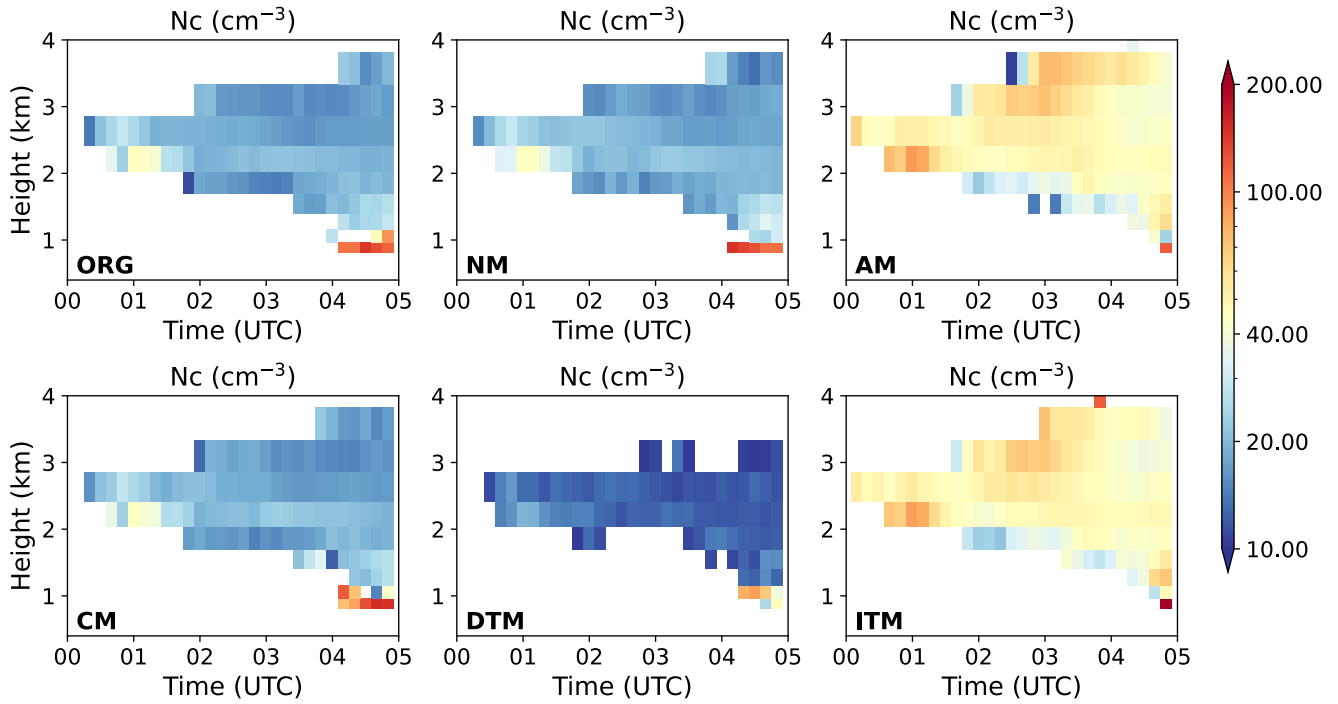 Nc (cm⁻³) Nc (cm⁻³) Nc (cm⁻³)
4 4 4
200.00
3 3 3
Height (km)
2 2 2
100.00
1 1 1
ORG NM AM
00 01 02 03 04 05 00 01 02 03 04 05 00 01 02 03 04 05
Time (UTC) Time (UTC) Time (UTC)
40.00
Nc (cm⁻³) Nc (cm⁻³) Nc (cm⁻³)
4 4 4
20.00
3 3 3
Height (km)
2 2 2
10.00
1 1 1
CM DTM ITM
00 01 02 03 04 05 00 01 02 03 04 05 00 01 02 03 04 05
Time (UTC) Time (UTC) Time (UTC)